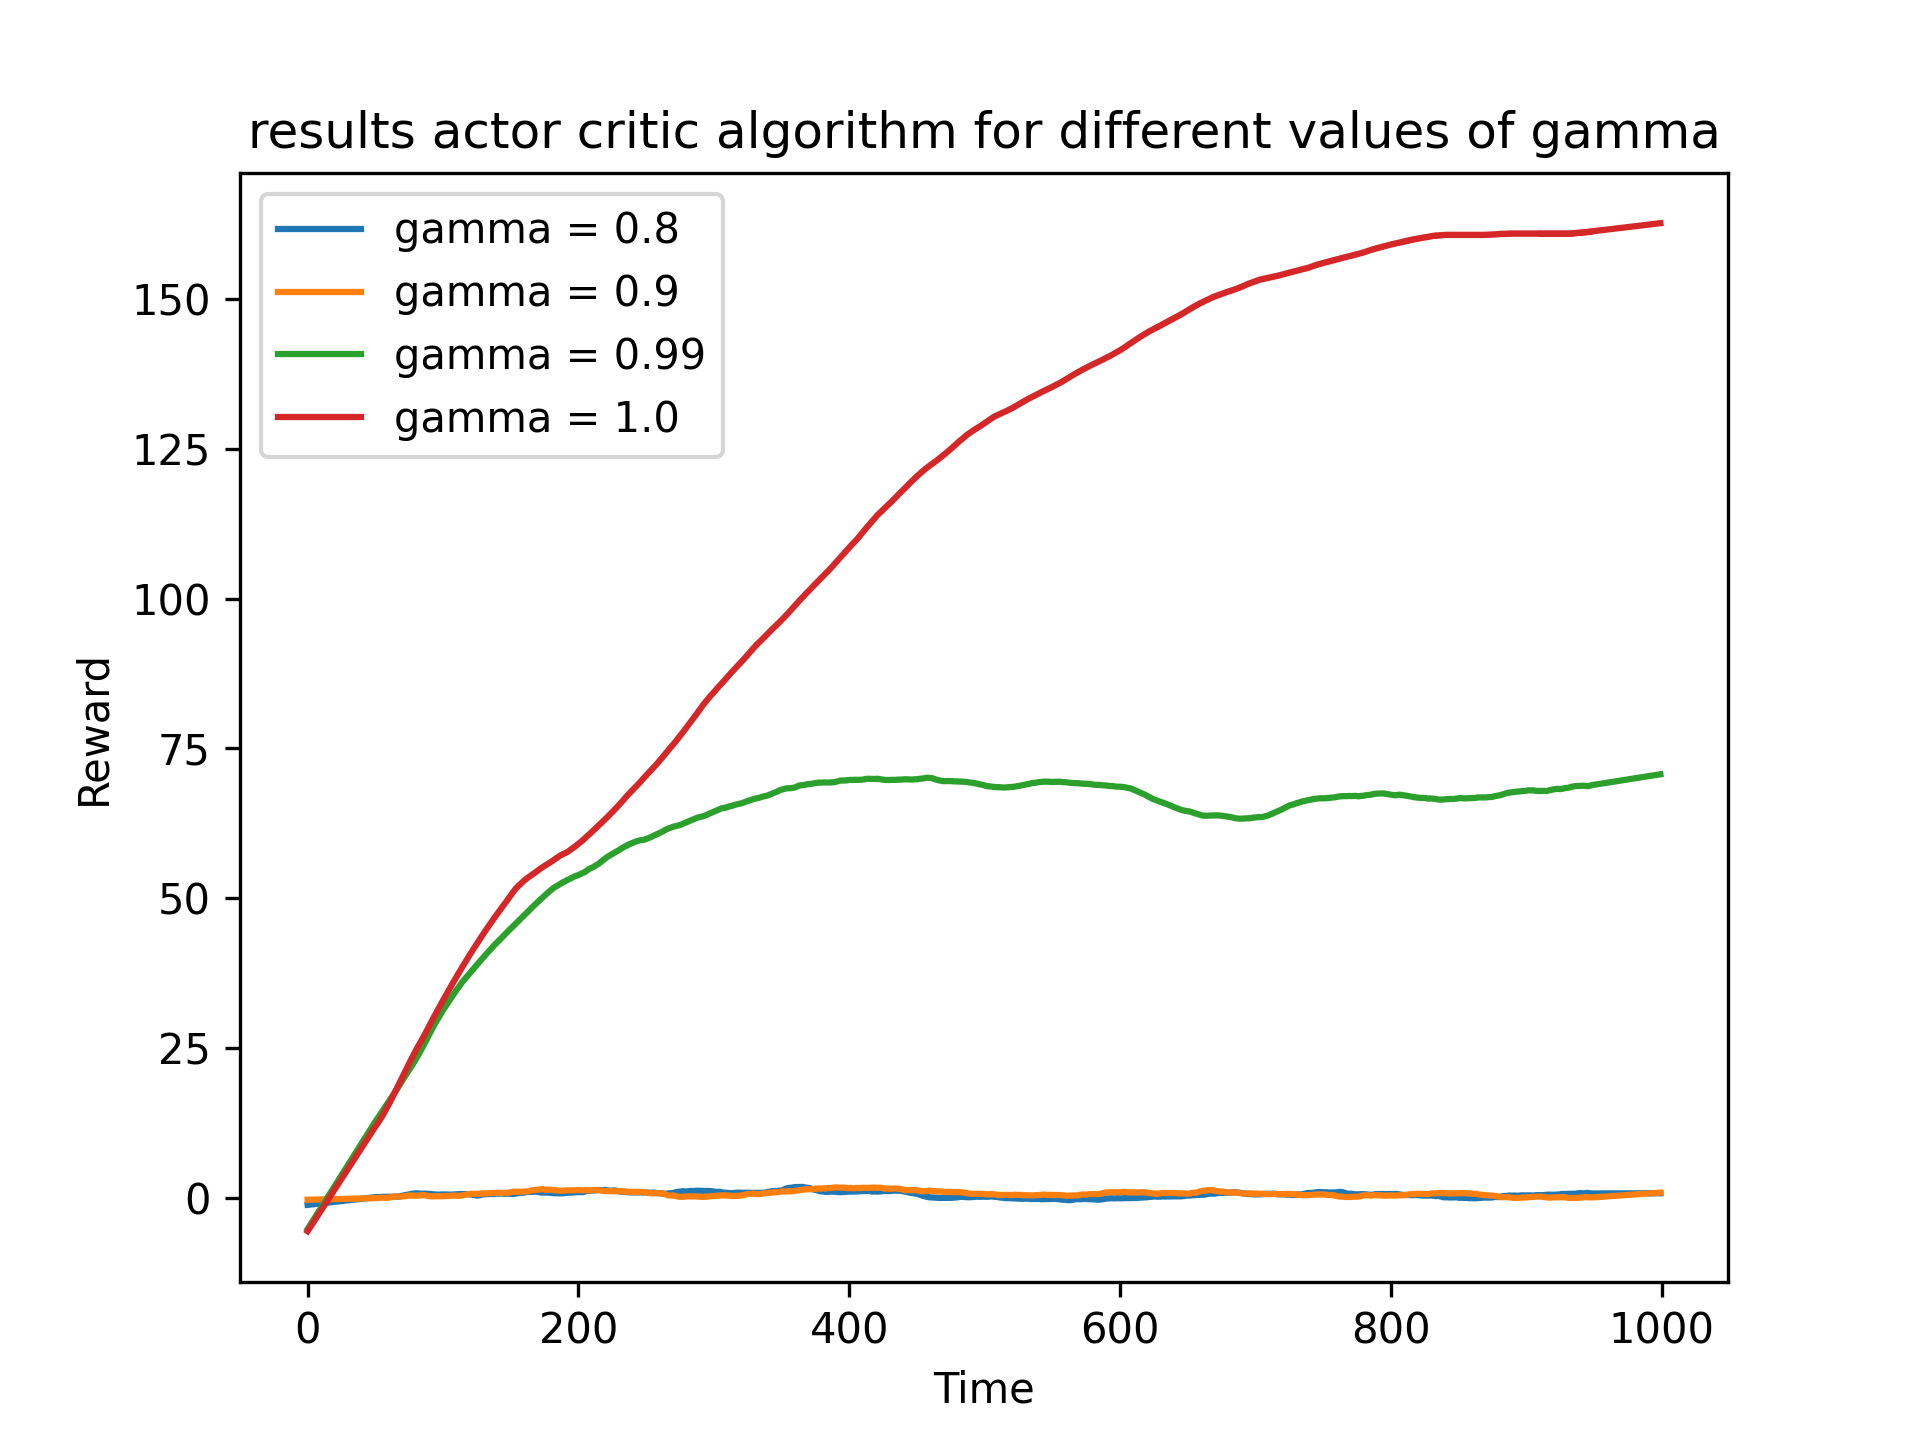 results actor critic algorithm for different values of gamma
gamma = 0.8
gamma = 0.9
gamma = 0.99
gamma = 1.0
150
125
100
75
50
25
0
Reward
0 200 400 600 800 1000
Time